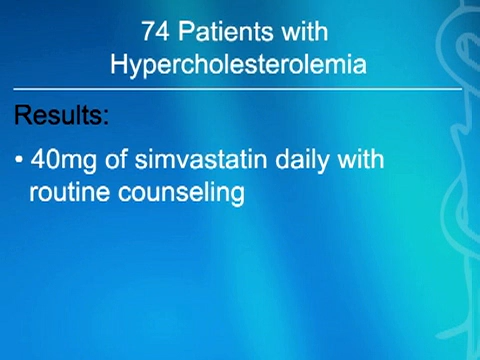 74 Patients with
Hypercholesterolemia
Results:
• 40mg of simvastatin daily with
routine counseling